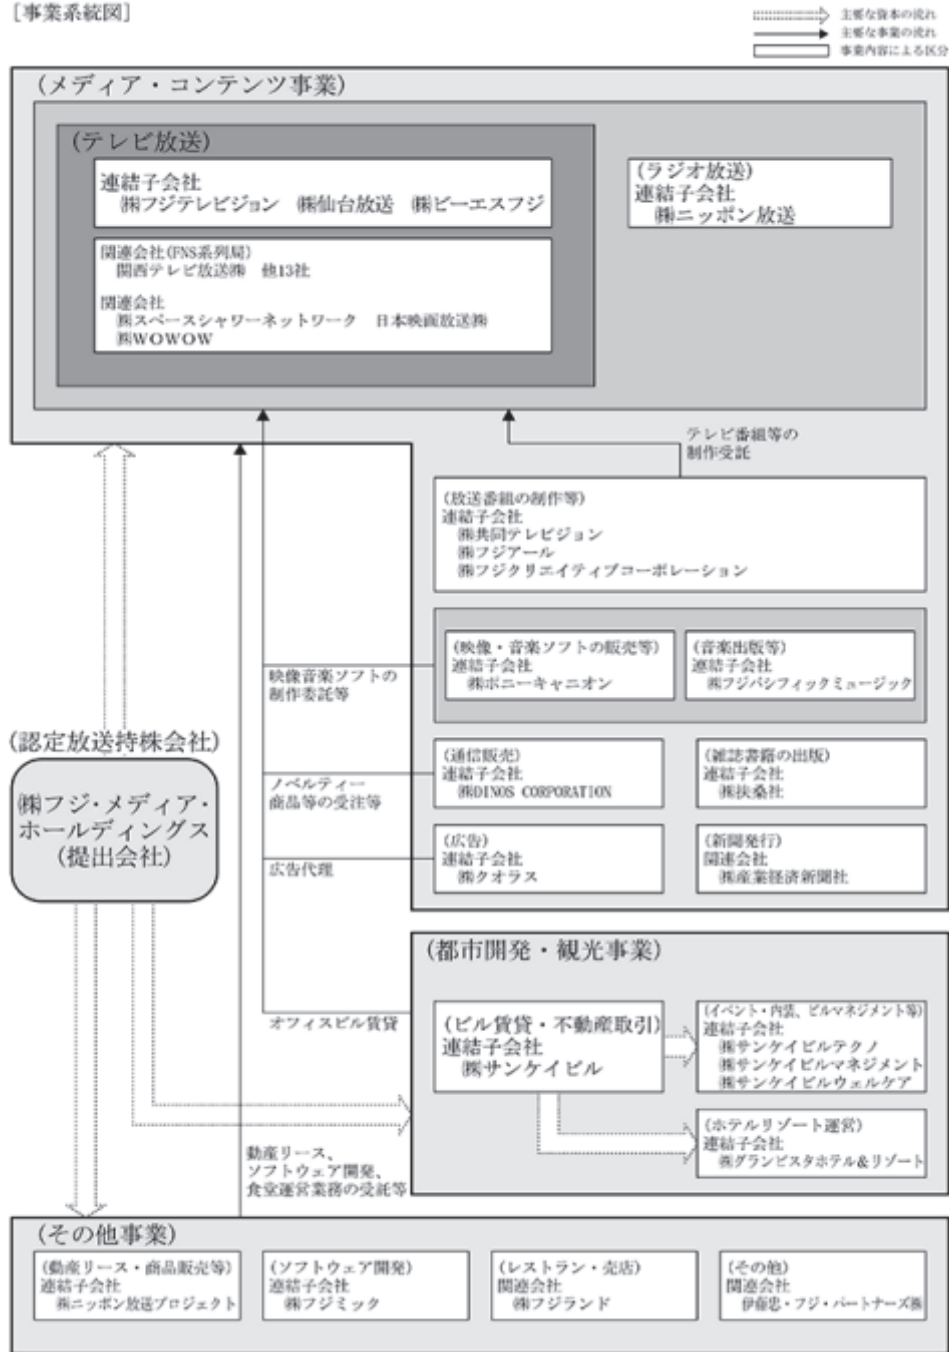 ［事業系統図］
主要な資本の流れ
主要な事業の流れ
事業内容による区分
(メディア・コンテンツ事業)
(テレビ放送)
連結子会社
㈱フジテレビジョン　㈱仙台放送　㈱ビーエスフジ
関連会社(FNS系列局)
関西テレビ放送㈱　他13社
関連会社
㈱スペースシャワーネットワーク　日本映画放送㈱
㈱WOWOW
(ラジオ放送)
連結子会社
㈱ニッポン放送
テレビ番組等の
制作受託
(放送番組の制作等)
連結子会社
㈱共同テレビジョン
㈱フジアール
㈱フジクリエイティブコーポレーション
映像音楽ソフトの
制作委託等
(映像・音楽ソフトの販売等)
連結子会社
㈱ポニーキャニオン
(音楽出版等)
連結子会社
㈱フジパシフィックミュージック
(認定放送持株会社)
㈱フジ・メディア・
ホールディングス
(提出会社)
ノベルティー
商品等の受注等
(通信販売)
連結子会社
㈱DINOS CORPORATION
(雑誌書籍の出版)
連結子会社
㈱扶桑社
広告代理
(広告)
連結子会社
㈱クオラス
(新聞発行)
関連会社
㈱産業経済新聞社
(都市開発・観光事業)
オフィスビル賃貸
(ビル賃貸・不動産取引)
連結子会社
㈱サンケイビル
(イベント・内装、ビルマネジメント等)
連結子会社
㈱サンケイビルテクノ
㈱サンケイビルマネジメント
㈱サンケイビルウェルケア
(ホテルリゾート運営)
連結子会社
㈱グランビスタホテル&リゾート
動産リース、
ソフトウェア開発、
食堂運営業務の受託等
(その他事業)
(動産リース・商品販売等)
連結子会社
㈱ニッポン放送プロジェクト
(ソフトウェア開発)
連結子会社
㈱フジミック
(レストラン・売店)
関連会社
㈱フジランド
(その他)
関連会社
伊藤忠・フジ・パートナーズ㈱